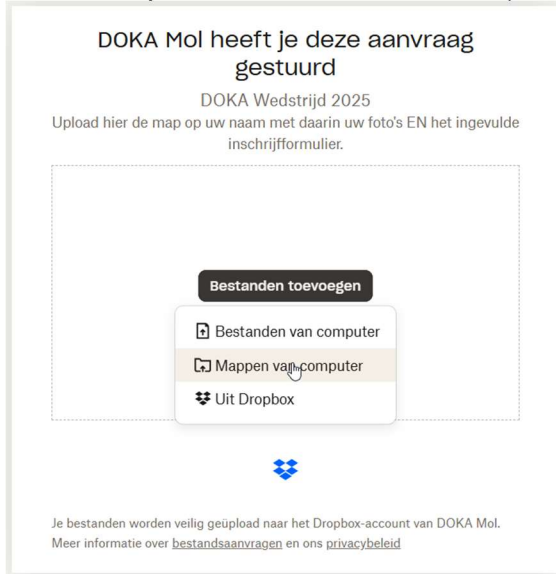 DOKA Mol heeft je deze aanvraag
gestuurd
DOKA Wedstrijd 2025
Upload hier de map op uw naam met daarin uw foto's EN het ingevulde
inschrijfformulier.
Bestanden toevoegen
Bestanden van computer
Mappen van computer
Uit Dropbox
Je bestanden worden veilig geüpload naar het Dropbox-account van DOKA Mol.
Meer informatie over bestandsaanvragen en ons privacybeleid